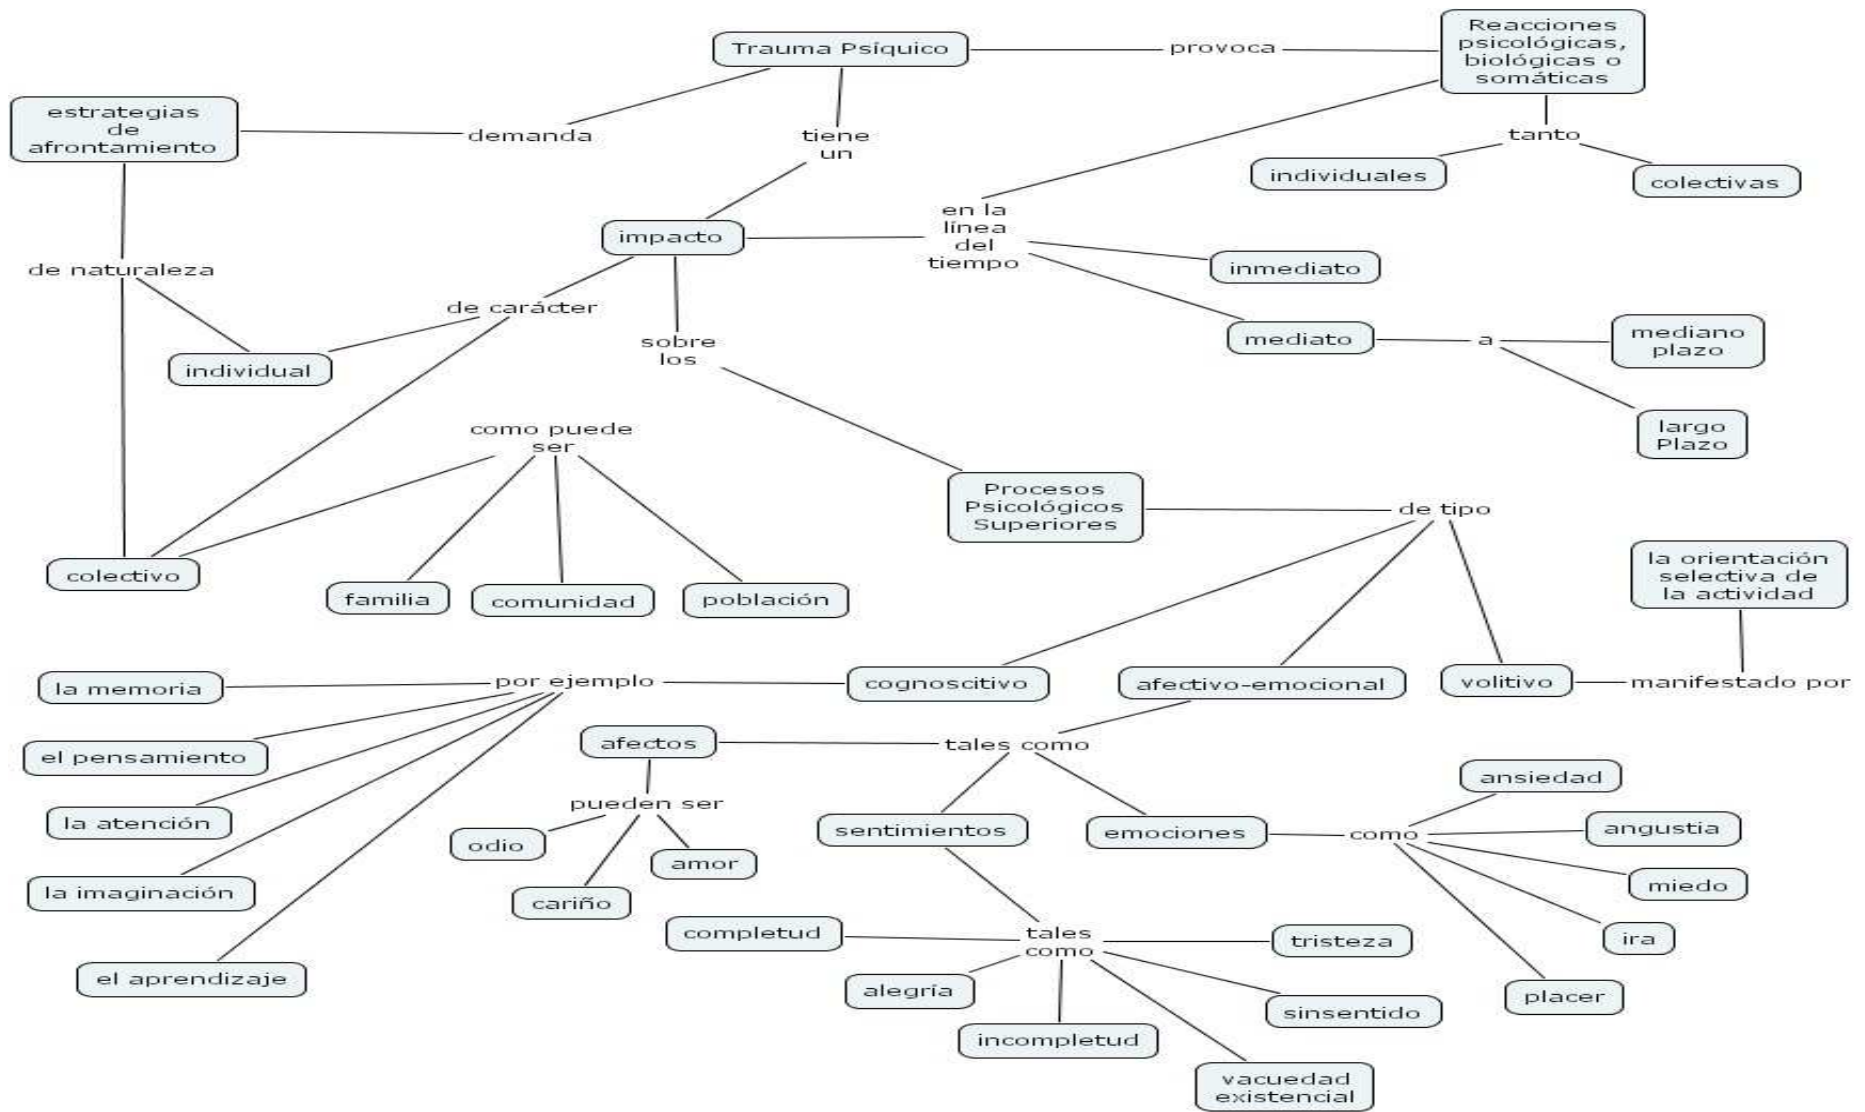 Trauma Psíquico
provoca
Reacciones
psicológicas,
biológicas o
somáticas
estrategias
de
afrontamiento
demanda
tiene
un
tanto
individuales
colectivas
impacto
en la
línea
del
tiempo
inmediato
de naturaleza
de carácter
sobre
los
mediato
a
mediano
plazo
individual
largo
Plazo
como puede
ser
Procesos
Psicológicos
Superiores
de tipo
colectivo
familia
comunidad
población
la orientación
selectiva de
la actividad
la memoria
por ejemplo
cognoscitivo
afectivo-emocional
volitivo
manifestado por
el pensamiento
afectos
tales como
ansiedad
pueden ser
la atención
odio
amor
sentimientos
emociones
como
angustia
la imaginación
cariño
miedo
completud
tales
como
tristeza
ira
el aprendizaje
alegría
sinsentido
placer
incompletud
vacuedad
existencial